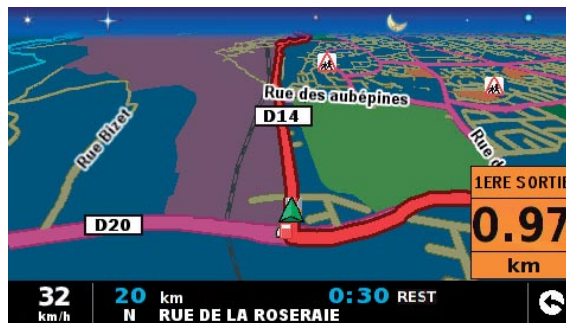 Rue des aubépines
D14
Rue Bizet
Rue d
1ERE SORTIE
D20
0.97
km
32
km/h
20 km
0:30 REST
N RUE DE LA ROSERAIE